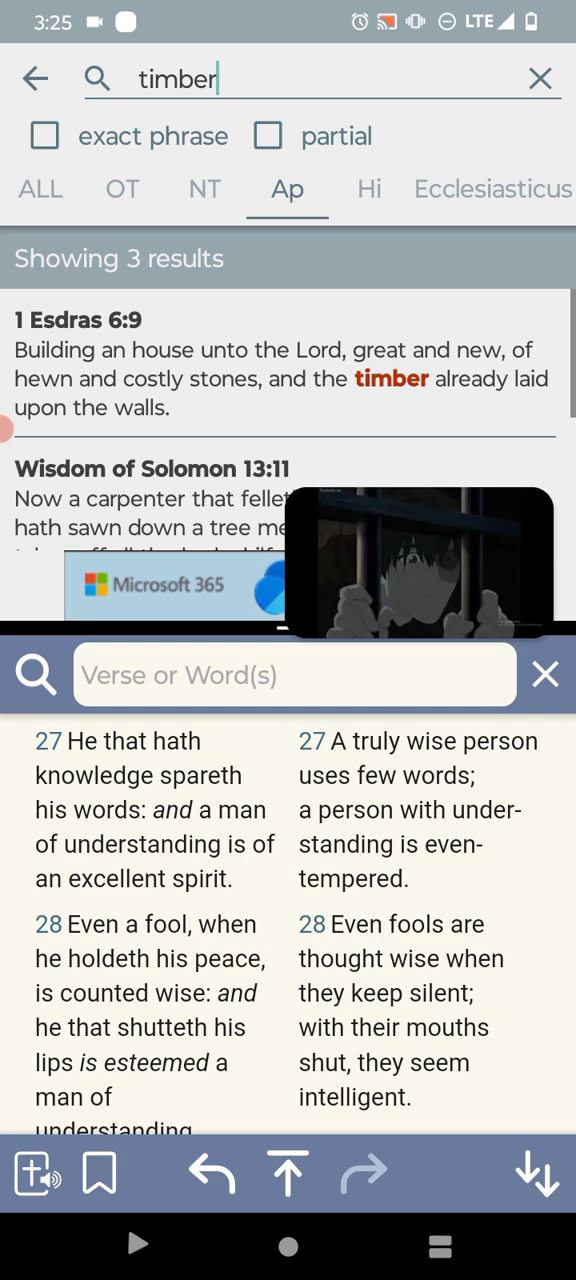 3:25 LTE
timber
exact phrase partial
ALL OT NT Ap Hi Ecclesiasticus
Showing 3 results
1 Esdras 6:9
Building an house unto the Lord, great and new, of
hewn and costly stones, and the timber already laid
upon the walls.
Wisdom of Solomon 13:11
Now a carpenter that fellet
hath sawn down a tree me
Microsoft 365
Verse or Word(s)
27 He that hath
knowledge spareth
his words: and a man
of understanding is of
an excellent spirit.
28 Even a fool, when
he holdeth his peace,
is counted wise: and
he that shutteth his
lips is esteemed a
man of
understanding
27 A truly wise person
uses few words;
a person with under-
standing is even-
tempered.
28 Even fools are
thought wise when
they keep silent;
with their mouths
shut, they seem
intelligent.